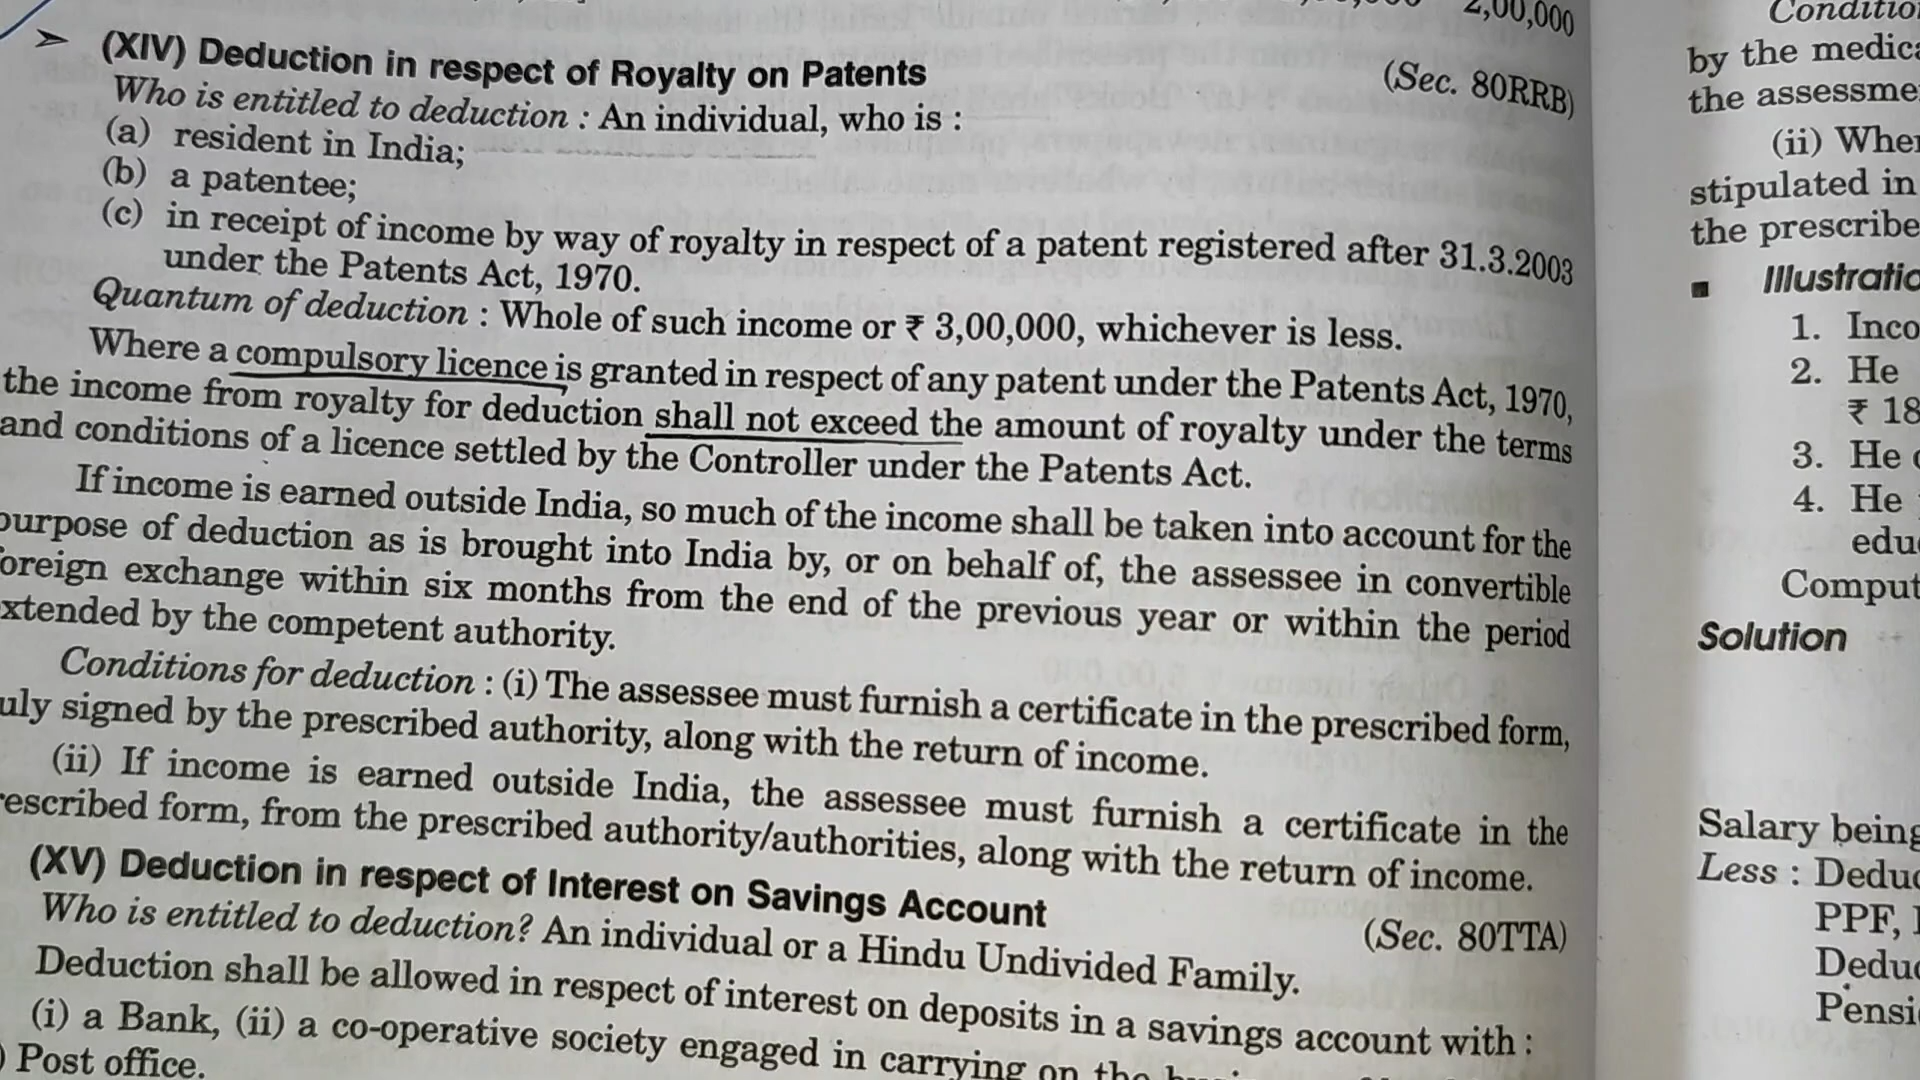 2,00,000
(XIV) Deduction in respect of Royalty on Patents (Sec. 80RRB)
Who is entitled to deduction : An individual, who is :
(a) resident in India;
(b) a patentee;
(c) in receipt of income by way of royalty in respect of a patent registered after 31.3.2003
under the Patents Act, 1970.
Quantum of deduction : Whole of such income or ₹ 3,00,000, whichever is less.
Where a compulsory licence is granted in respect of any patent under the Patents Act, 1970,
the income from royalty for deduction shall not exceed the amount of royalty under the terms
and conditions of a licence settled by the Controller under the Patents Act.
If income is earned outside India, so much of the income shall be taken into account for the
purpose of deduction as is brought into India by, or on behalf of, the assessee in convertible
oreign exchange within six months from the end of the previous year or within the period
xtended by the competent authority.
Conditions for deduction : (i) The assessee must furnish a certificate in the prescribed form,
uly signed by the prescribed authority, along with the return of income.
(ii) If income is earned outside India, the assessee must furnish a certificate in the
rescribed form, from the prescribed authority/authorities, along with the return of income.
(XV) Deduction in respect of Interest on Savings Account (Sec. 80TTA)
Who is entitled to deduction? An individual or a Hindu Undivided Family.
Deduction shall be allowed in respect of interest on deposits in a savings account with :
(i) a Bank, (ii) a co-operative society engaged in carrying on the
) Post office.
Conditio
by the medica
the assessme
(ii) Wher
stipulated in
the prescribe
Illustratio
1. Inco
2. He
₹ 18
3. He
4. He
edu
Comput
Solution
Salary being
Less : Deduc
PPF,
Deduc
Pensi